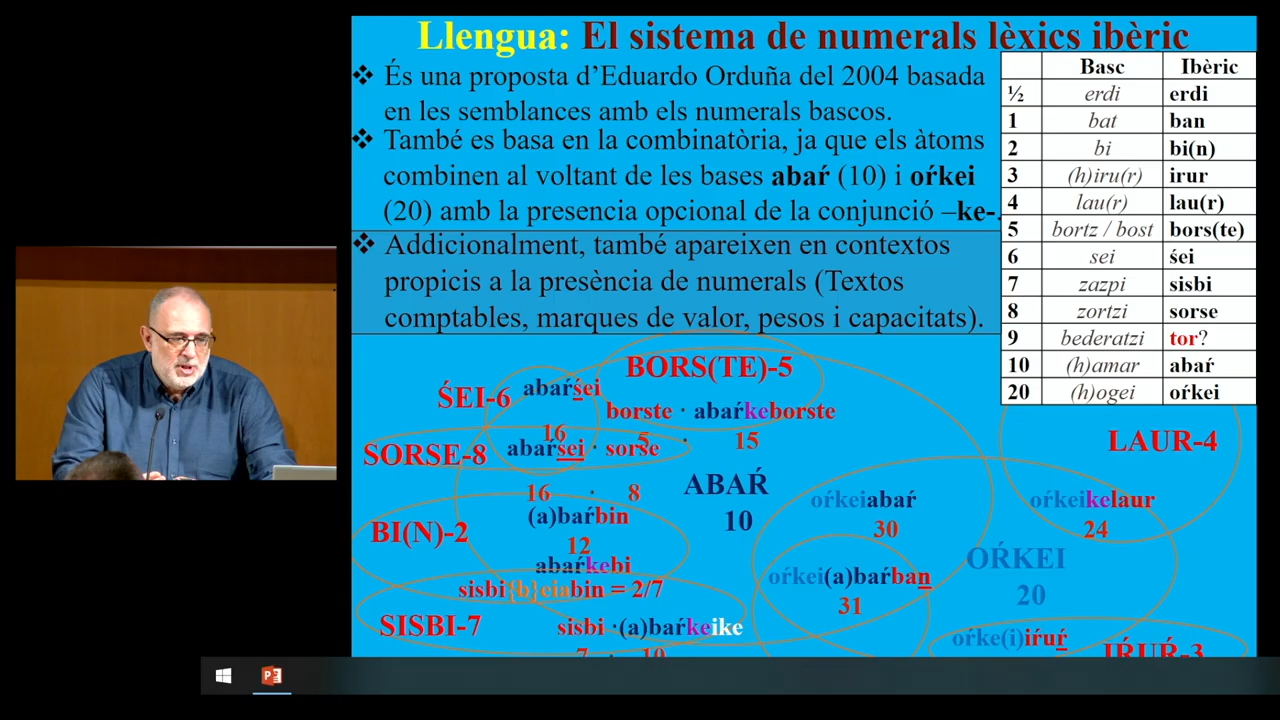 Llengua: El sistema de numerals lèxics ibèric
❖ És una proposta d’Eduardo Orduña del 2004 basada
en les semblances amb els numerals bascos.
❖ També es basa en la combinatòria, ja que els àtoms
combinen al voltant de les bases abaŕ (10) i oŕkei
(20) amb la presencia opcional de la conjunció –ke-.
❖ Addicionalment, també apareixen en contextos
propicis a la presència de numerals (Textos
comptables, marques de valor, pesos i capacitats).
Basc Ibèric
½ erdi erdi
1 bat ban
2 bi bi(n)
3 (h)iru(r) irur
4 lau(r) lau(r)
5 bortz / bost bors(te)
6 sei śei
7 zazpi sisbi
8 zortzi sorse
9 bederatzi tor?
10 (h)amar abaŕ
20 (h)ogei oŕkei
BORS(TE)-5
ŚEI-6 abaŕśei
16
borste · abaŕkeborste
5 · 15
SORSE-8 abaŕsei · sorse
16 · 8
LAUR-4
ABAŔ
10
oŕkeiabaŕ
30
oŕkeikelaur
24
BI(N)-2
(a)baŕbin
12
abaŕkebi
OŔKEI
20
oŕkei(a)baŕban
31
sisbi{b}eiabin = 2/7
SISBI-7
sisbi ·(a)baŕkeike
7 · 10
oŕke(i)iŕuŕ
IŔUŔ-3